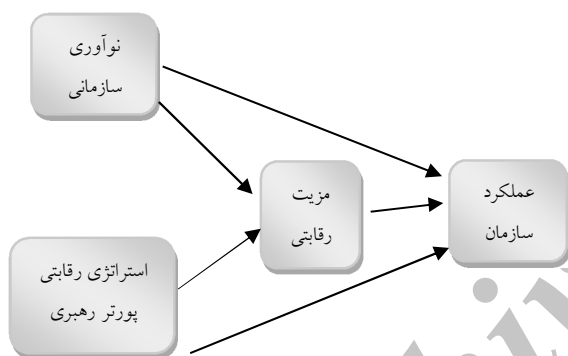 نوآوری
سازمانی
مزیت
رقابتی
عملکرد
سازمان
استراتژی رقابتی
پورتر رهبری